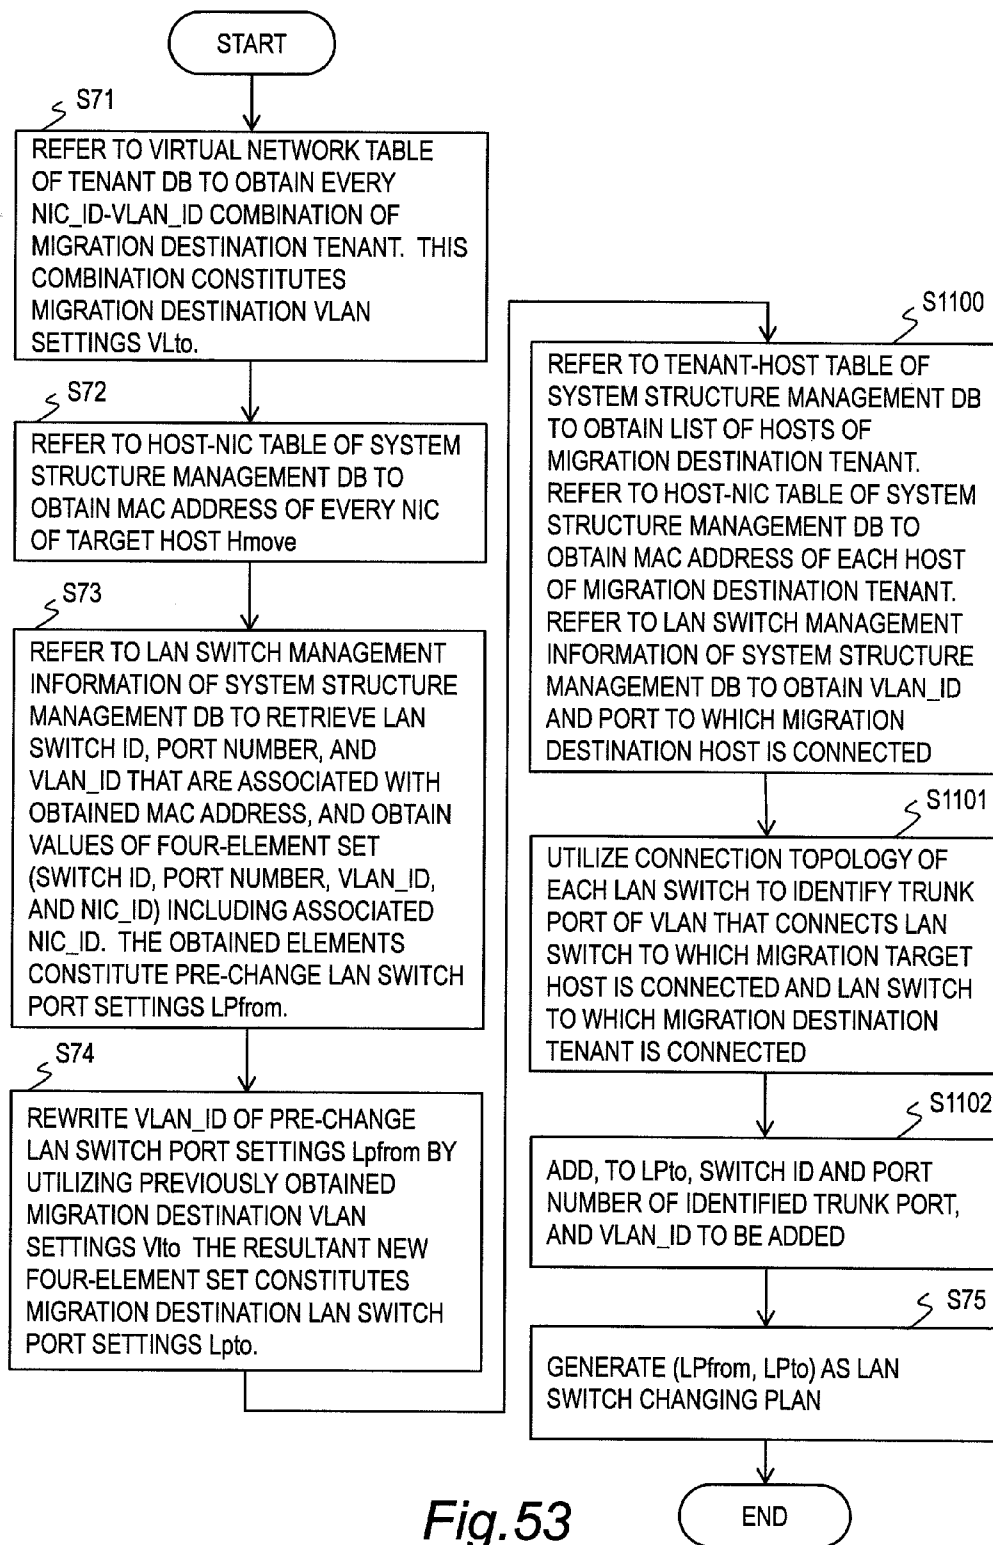 START
S71
REFER TO VIRTUAL NETWORK TABLE
OF TENANT DB TO OBTAIN EVERY
NIC_ID-VLAN_ID COMBINATION OF
MIGRATION DESTINATION TENANT. THIS
COMBINATION CONSTITUTES
MIGRATION DESTINATION VLAN
SETTINGS VLto.
S72
REFER TO HOST-NIC TABLE OF SYSTEM
STRUCTURE MANAGEMENT DB TO
OBTAIN MAC ADDRESS OF EVERY NIC
OF TARGET HOST Hmove
S73
REFER TO LAN SWITCH MANAGEMENT
INFORMATION OF SYSTEM STRUCTURE
MANAGEMENT DB TO RETRIEVE LAN
SWITCH ID, PORT NUMBER, AND
VLAN_ID THAT ARE ASSOCIATED WITH
OBTAINED MAC ADDRESS, AND OBTAIN
VALUES OF FOUR-ELEMENT SET
(SWITCH ID, PORT NUMBER, VLAN_ID,
AND NIC_ID) INCLUDING ASSOCIATED
NIC_ID. THE OBTAINED ELEMENTS
CONSTITUTE PRE-CHANGE LAN SWITCH
PORT SETTINGS LPfrom.
S74
REWRITE VLAN_ID OF PRE-CHANGE
LAN SWITCH PORT SETTINGS Lpfrom BY
UTILIZING PREVIOUSLY OBTAINED
MIGRATION DESTINATION VLAN
SETTINGS Vlto THE RESULTANT NEW
FOUR-ELEMENT SET CONSTITUTES
MIGRATION DESTINATION LAN SWITCH
PORT SETTINGS Lpto.
S1100
REFER TO TENANT-HOST TABLE OF
SYSTEM STRUCTURE MANAGEMENT DB
TO OBTAIN LIST OF HOSTS OF
MIGRATION DESTINATION TENANT.
REFER TO HOST-NIC TABLE OF SYSTEM
STRUCTURE MANAGEMENT DB TO
OBTAIN MAC ADDRESS OF EACH HOST
OF MIGRATION DESTINATION TENANT.
REFER TO LAN SWITCH MANAGEMENT
INFORMATION OF SYSTEM STRUCTURE
MANAGEMENT DB TO OBTAIN VLAN_ID
AND PORT TO WHICH MIGRATION
DESTINATION HOST IS CONNECTED
S1101
UTILIZE CONNECTION TOPOLOGY OF
EACH LAN SWITCH TO IDENTIFY TRUNK
PORT OF VLAN THAT CONNECTS LAN
SWITCH TO WHICH MIGRATION TARGET
HOST IS CONNECTED AND LAN SWITCH
TO WHICH MIGRATION DESTINATION
TENANT IS CONNECTED
S1102
ADD, TO LPto, SWITCH ID AND PORT
NUMBER OF IDENTIFIED TRUNK PORT,
AND VLAN_ID TO BE ADDED
S75
GENERATE (LPfrom, LPto) AS LAN
SWITCH CHANGING PLAN
END
Fig.53